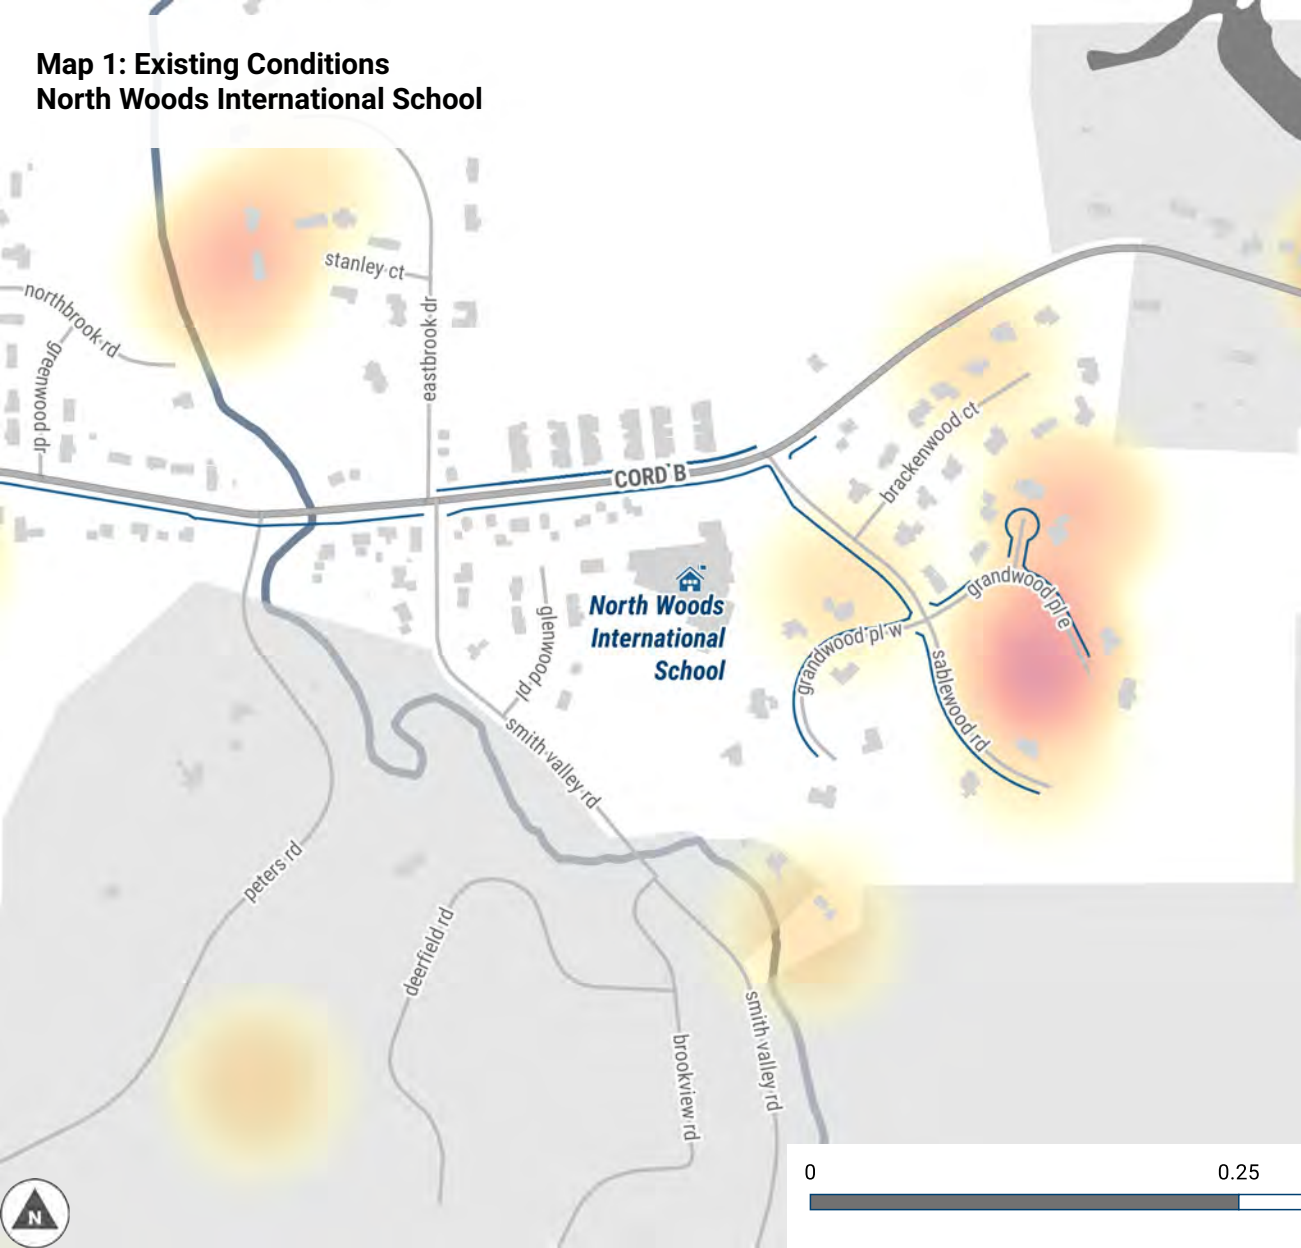 Map 1: Existing Conditions
North Woods International School
stanley ct
northbrook rd
greenwood dr
eastbrook dr
CORD B
brackenwood ct
grandwood pl e
North Woods
International
School
glenwood pl
grandwood pl w
sablewood rd
smith valley rd
peters rd
deerfield rd
smith valley rd
brookview rd
0
0.25
N